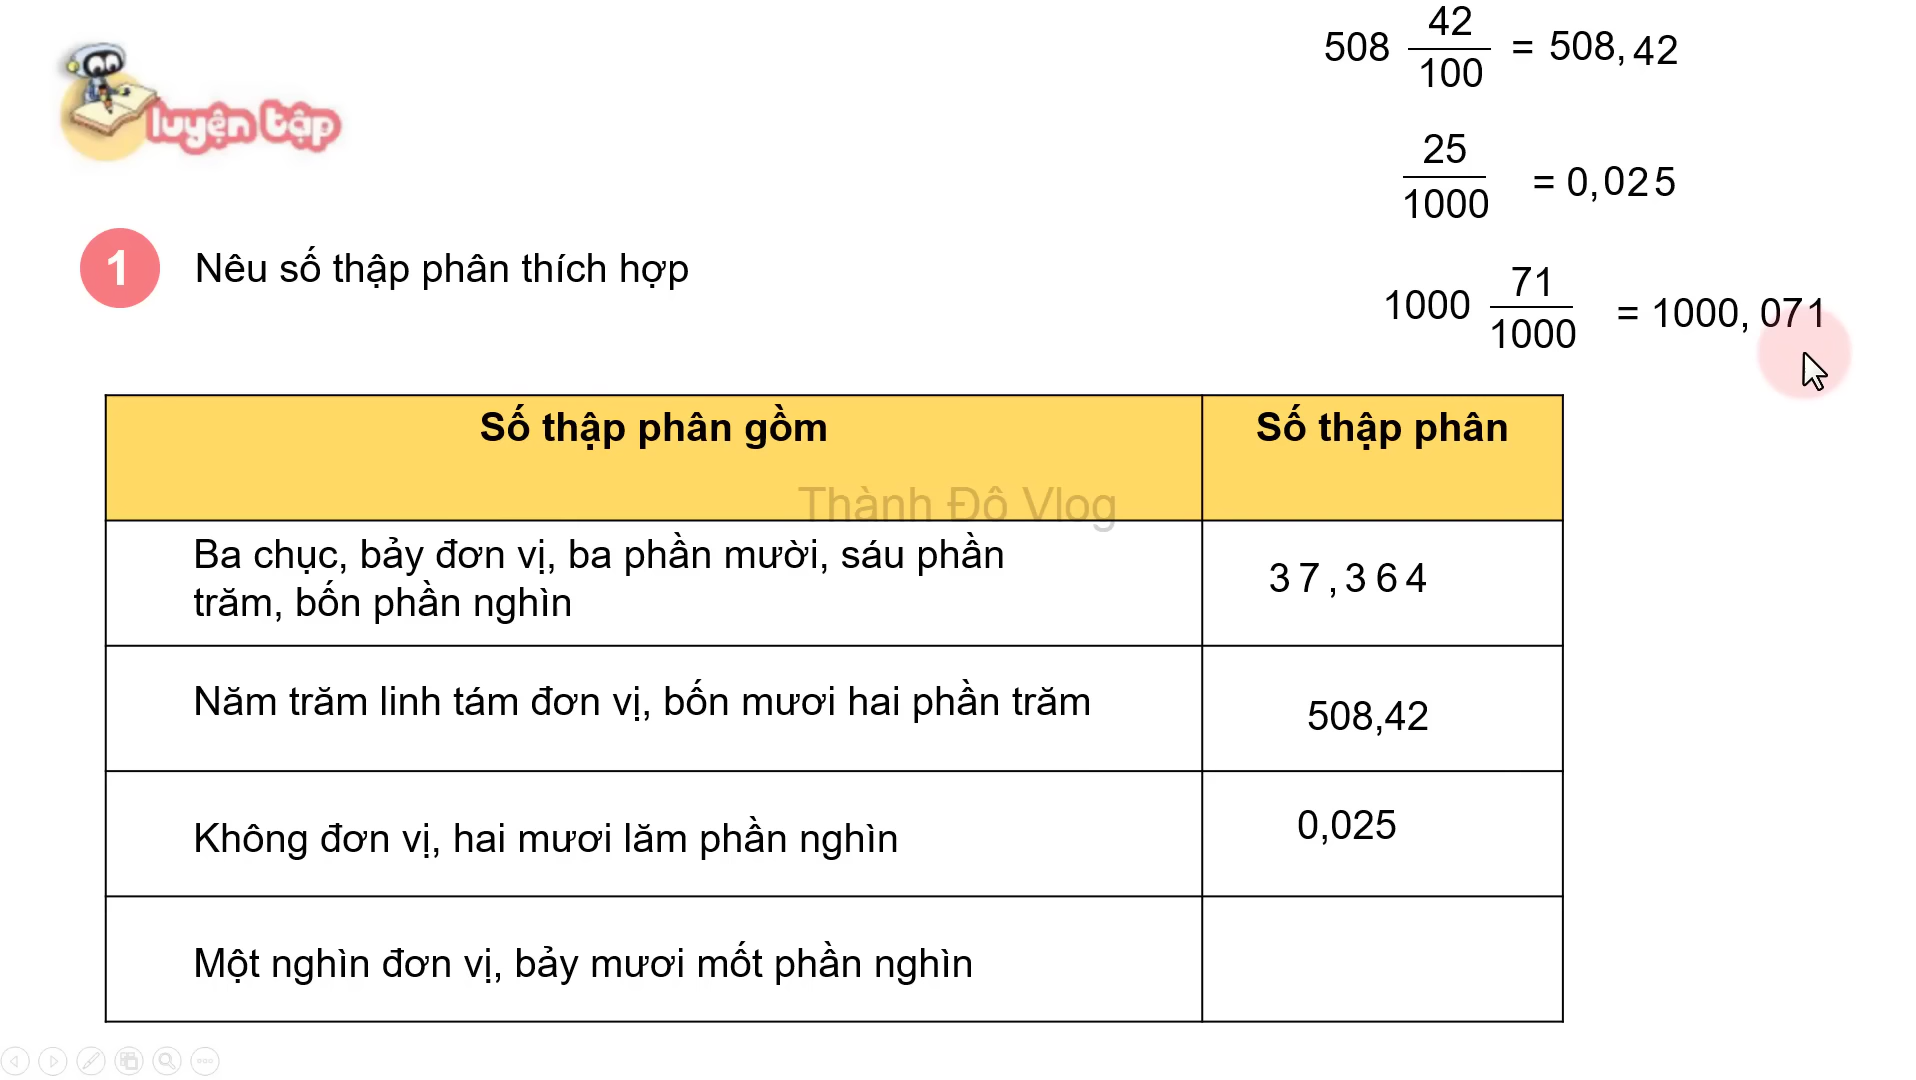 508 42/100 = 508,42
luyện tập
25/1000 = 0,025
1 Nêu số thập phân thích hợp
1000 71/1000 = 1000,071
Số thập phân gồm Số thập phân
Thành Đô Vlog
Ba chục, bảy đơn vị, ba phần mười, sáu phần
trăm, bốn phần nghìn
37,364
Năm trăm linh tám đơn vị, bốn mươi hai phần trăm 508,42
Không đơn vị, hai mươi lăm phần nghìn 0,025
Một nghìn đơn vị, bảy mươi mốt phần nghìn